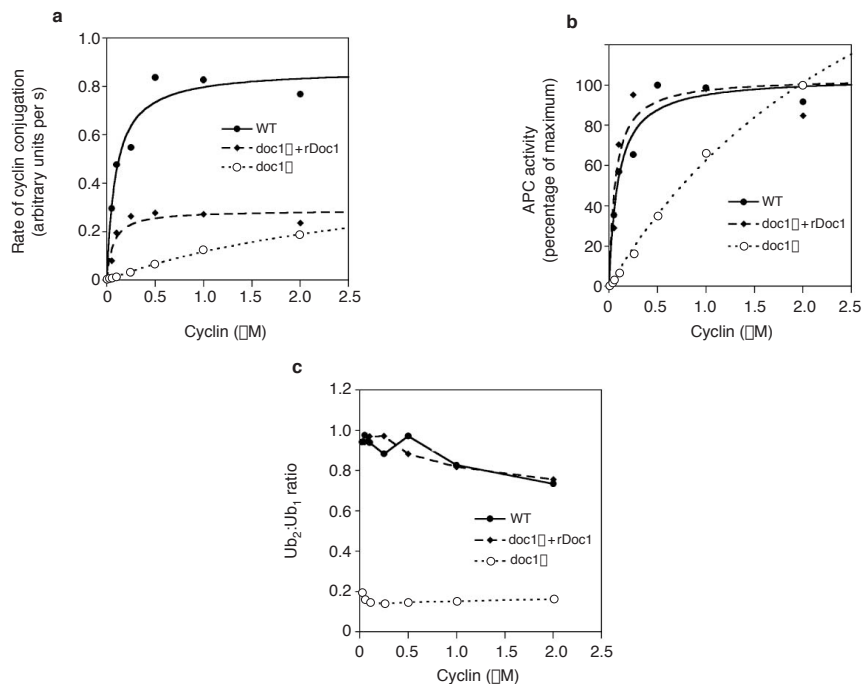 a
Rate of cyclin conjugation
(arbitrary units per s)
1.0
0.8
0.6
0.4
0.2
0
WT
doc1▯+rDoc1
doc1▯
0 0.5 1.0 1.5 2.0 2.5
Cyclin (▯M)
b
APC activity
(percentage of maximum)
120
100
80
60
40
20
0
WT
doc1▯+rDoc1
doc1▯
0 0.5 1.0 1.5 2.0 2.5
Cyclin (▯M)
c
Ub2:Ub1 ratio
1.2
1.0
0.8
0.6
0.4
0.2
0
WT
doc1▯+rDoc1
doc1▯
0 0.5 1.0 1.5 2.0 2.5
Cyclin (▯M)